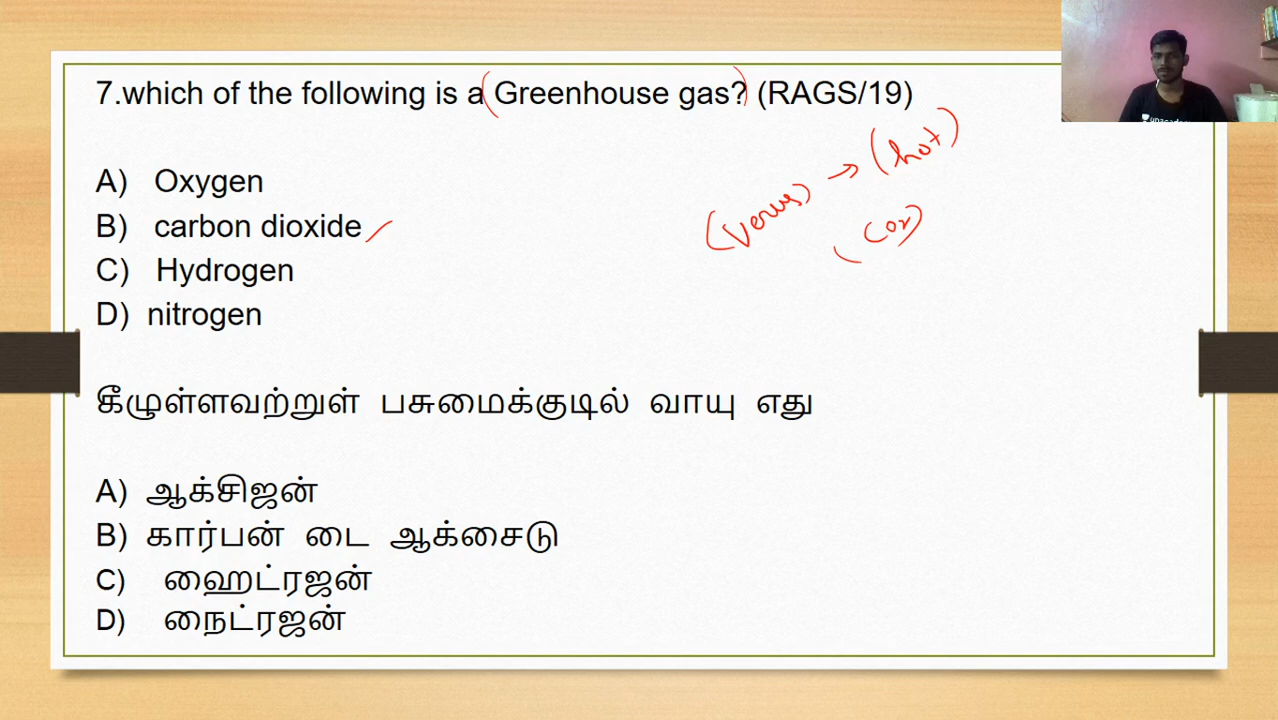 7.which of the following is a (Greenhouse gas?) (RAGS/19)
A) Oxygen
B) carbon dioxide
C) Hydrogen
D) nitrogen
(Venus) → (hot)
(CO2)
கீழுள்ளவற்றுள் பசுமைக்குடில் வாயு எது
A) ஆக்சிஜன்
B) கார்பன் டை ஆக்சைடு
C) ஹைட்ரஜன்
D) நைட்ரஜன்